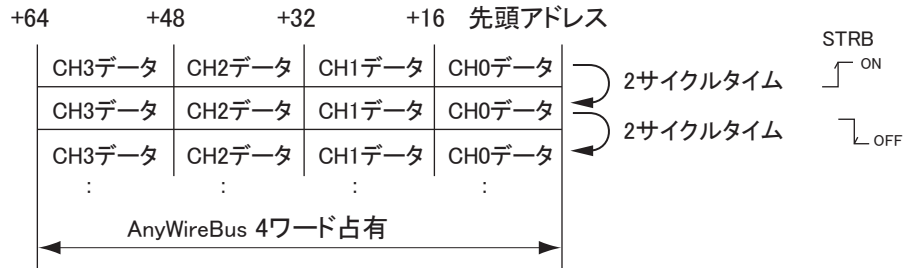 +64 +48 +32 +16 先頭アドレス
STRB
CH3データ CH2データ CH1データ CH0データ
ON
2サイクルタイム
CH3データ CH2データ CH1データ CH0データ
2サイクルタイム
OFF
CH3データ CH2データ CH1データ CH0データ
: : : :
AnyWireBus 4ワード占有